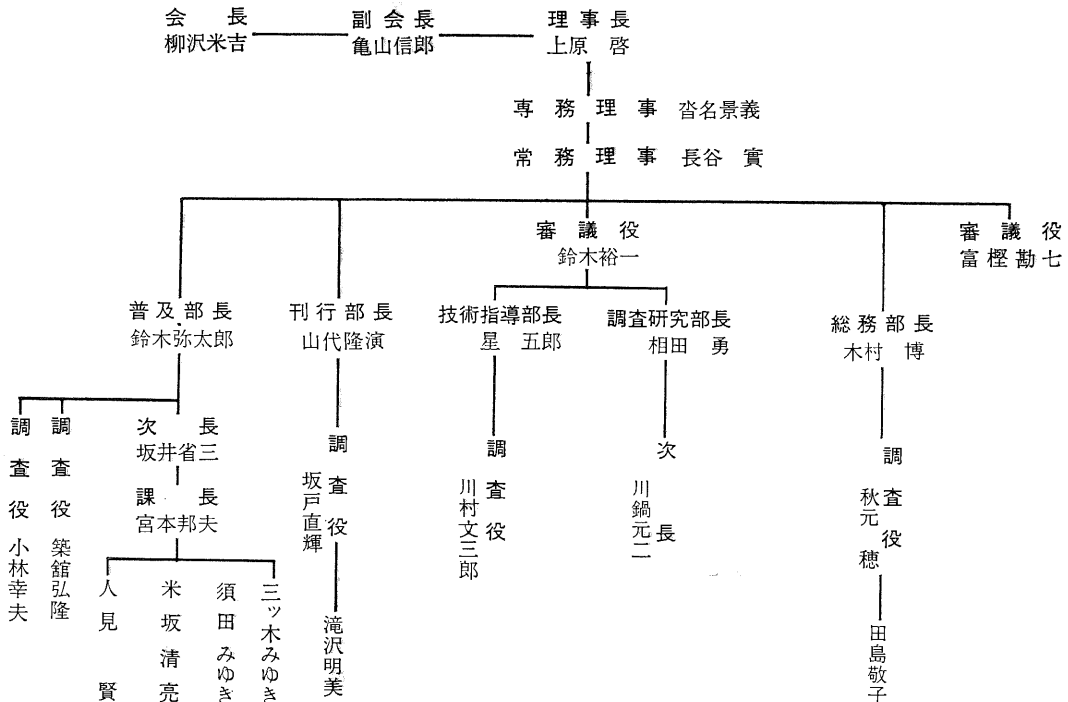 会長
柳沢米吉
副会長
亀山信郎
理事長
上原 啓
専務理事 沓名景義
常務理事 長谷 實
審議役
鈴木裕一
審議役
富樫勘七
普及部長
鈴木弥太郎
刊行部長
山代隆演
技術指導部長
星 五郎
調査研究部長
相田 勇
総務部長
木村 博
調査役 小林幸夫
調査役 築舘弘隆
次長
坂井省三
課長
宮本邦夫
人見 賢
米坂清亮
須田みゆき
三ッ木みゆき
調査役
坂戸直輝
滝沢明美
調査役
川村文三郎
次長
川鍋元二
調査役
秋元 穂
田島敬子